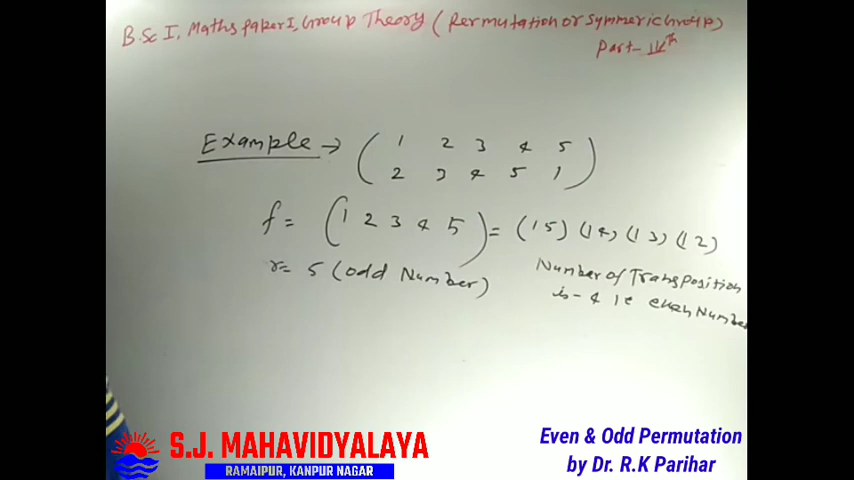 B.Sc I, Maths paper I, Group Theory (Permutation or Symmeric Group)
Part- IV th
Example → ( 1 2 3 4 5 )
( 2 3 4 5 1 )
f = (1 2 3 4 5) = (1 5) (1 4) (1 3) (1 2)
r = 5 (odd Number)
Number of Transposition
is - 4 i e even Number
S.J. MAHAVIDYALAYA
RAMAIPUR, KANPUR NAGAR
Even & Odd Permutation
by Dr. R.K Parihar